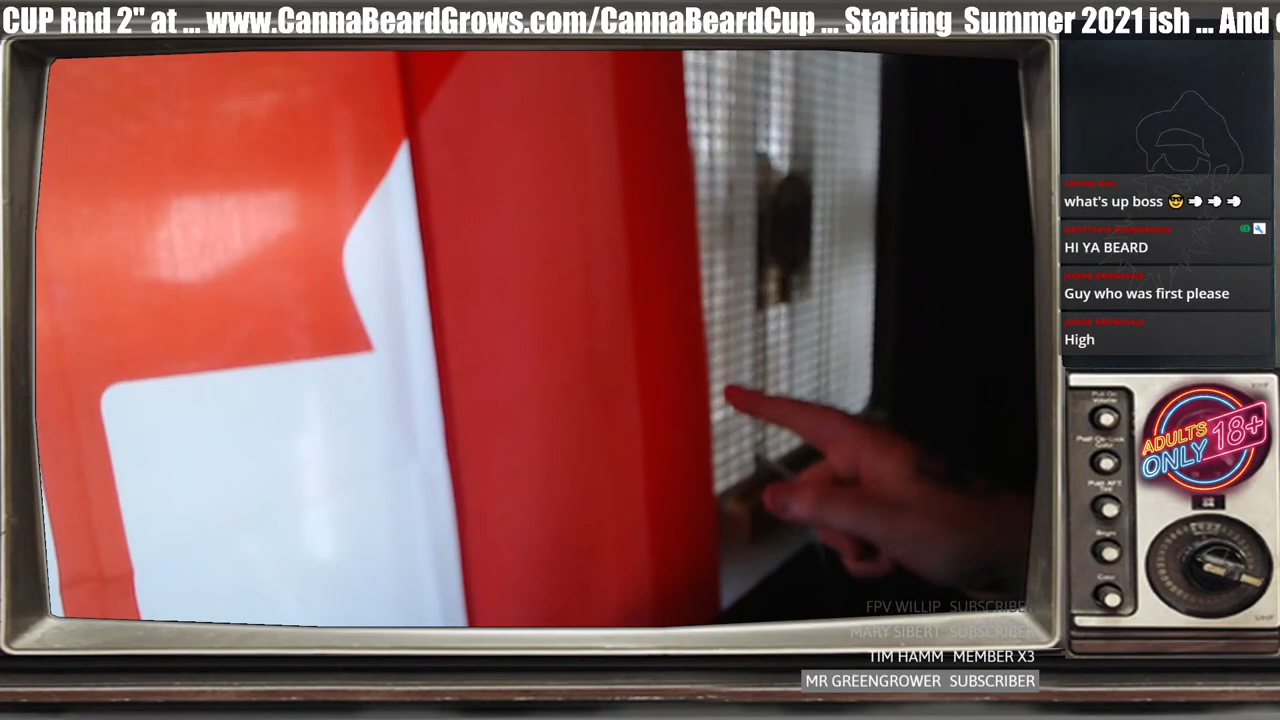 CUP Rnd 2" at ... www.CannaBeardGrows.com/CannaBeardCup ... Starting Summer 2021 ish ... And
what's up boss 😎
HI YA BEARD
Guy who was first please
High
ADULTS
ONLY 18+
FPV WILLIP SUBSCRIBER
MARY SIBERT SUBSCRIBER
TIM HAMM MEMBER X3
MR GREENGROWER SUBSCRIBER